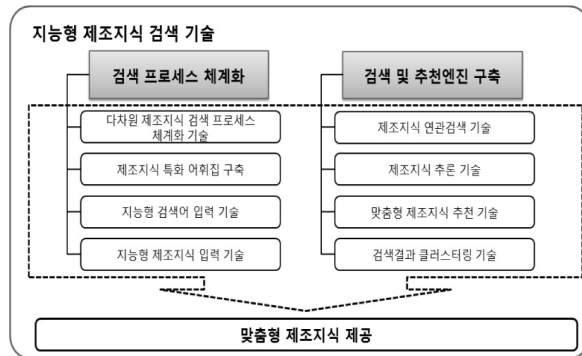 지능형 제조지식 검색 기술
검색 프로세스 체계화
다차원 제조지식 검색 프로세스
체계화 기술
제조지식 특화 어휘집 구축
지능형 검색어 입력 기술
지능형 제조지식 입력 기술
검색 및 추천엔진 구축
제조지식 연관검색 기술
제조지식 추론 기술
맞춤형 제조지식 추천 기술
검색결과 클러스터링 기술
맞춤형 제조지식 제공